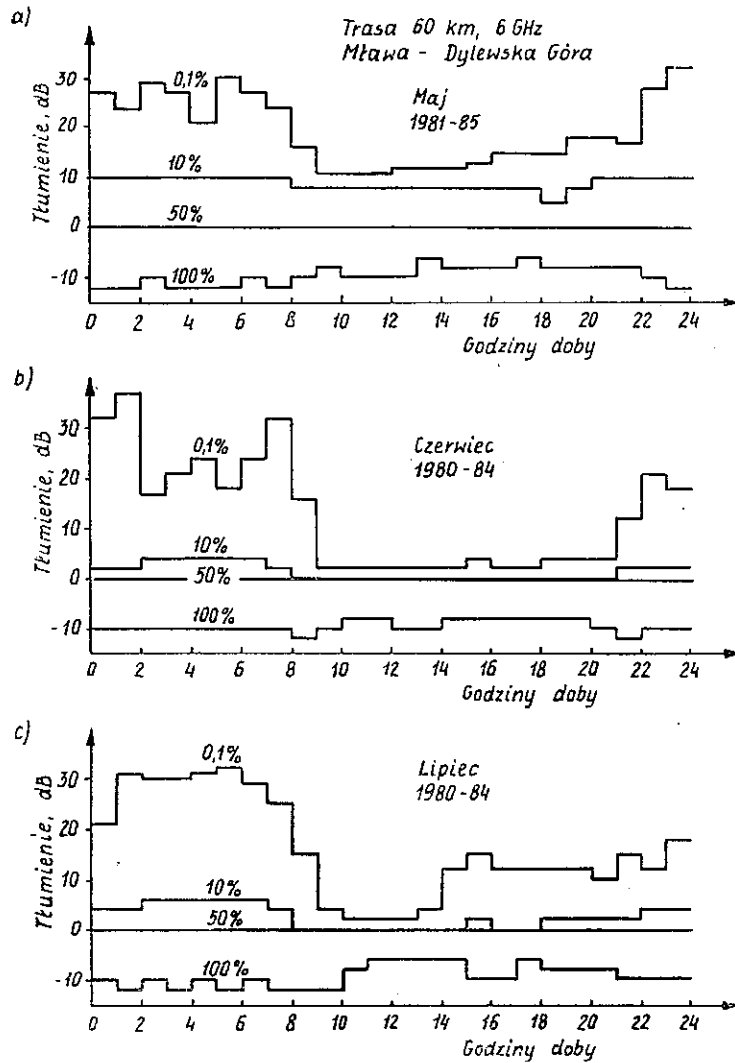 a)
Trasa 60 km, 6 GHz
Mława - Dylewska Góra
Maj
1981-85
Tłumienie, dB
30
20
10
0
-10
0,1%
10%
50%
100%
0 2 4 6 8 10 12 14 16 18 20 22 24
Godziny doby
b)
Czerwiec
1980-84
Tłumienie, dB
30
20
10
0
-10
0,1%
10%
50%
100%
0 2 4 6 8 10 12 14 16 18 20 22 24
Godziny doby
c)
Lipiec
1980-84
Tłumienie, dB
30
20
10
0
-10
0,1%
10%
50%
100%
0 2 4 6 8 10 12 14 16 18 20 22 24
Godziny doby